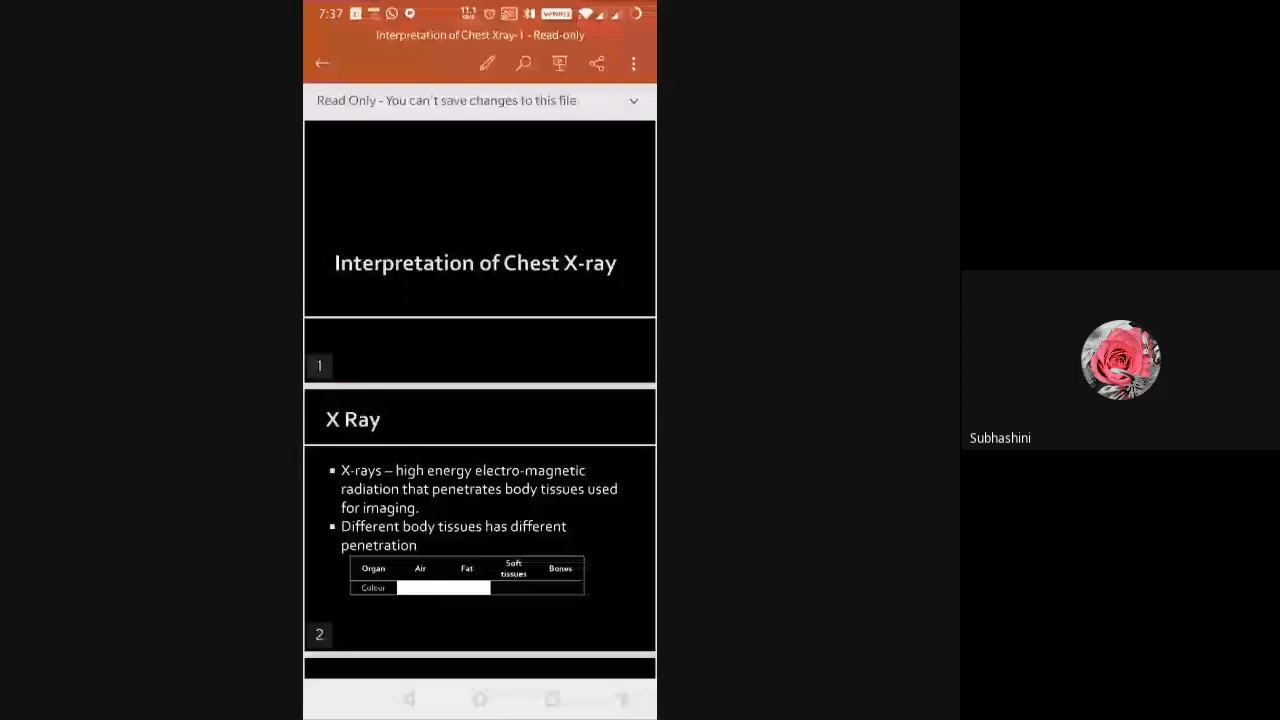 7:37
Interpretation of Chest Xray-1 - Read-only
Read Only - You can't save changes to this file.
Interpretation of Chest X-ray
1
X Ray
▪ X-rays – high energy electro-magnetic
radiation that penetrates body tissues used
for imaging.
▪ Different body tissues has different
penetration
Organ Air Fat Soft tissues Bones
Colour
2
Subhashini